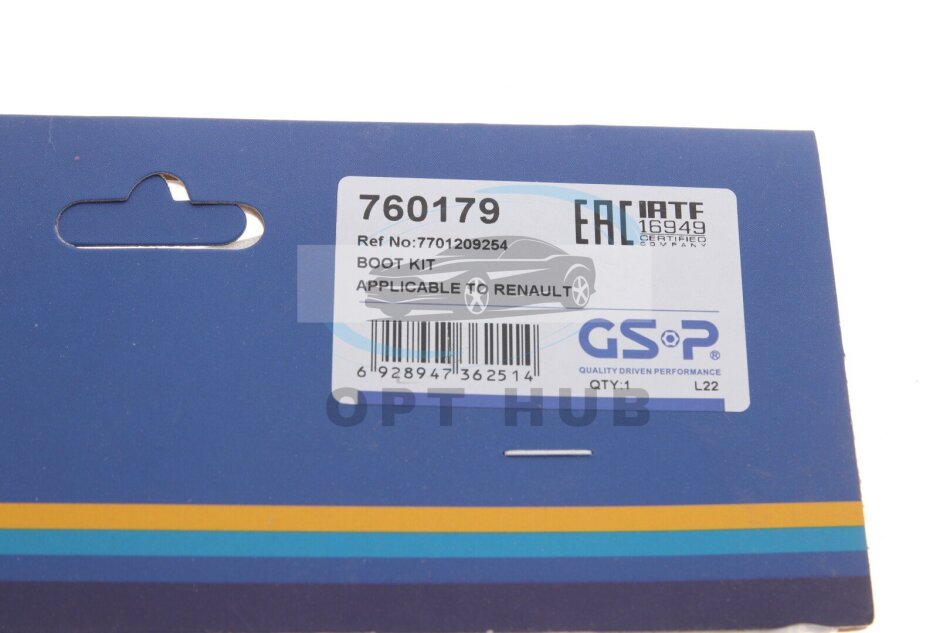 760179
EAC
IATF
16949
CERTIFIED
COMPANY
Ref No:7701209254
BOOT KIT
APPLICABLE TO RENAULT
GSP®
QUALITY DRIVEN PERFORMANCE
6 928947 362514
QTY:1 L22
OPT HUB